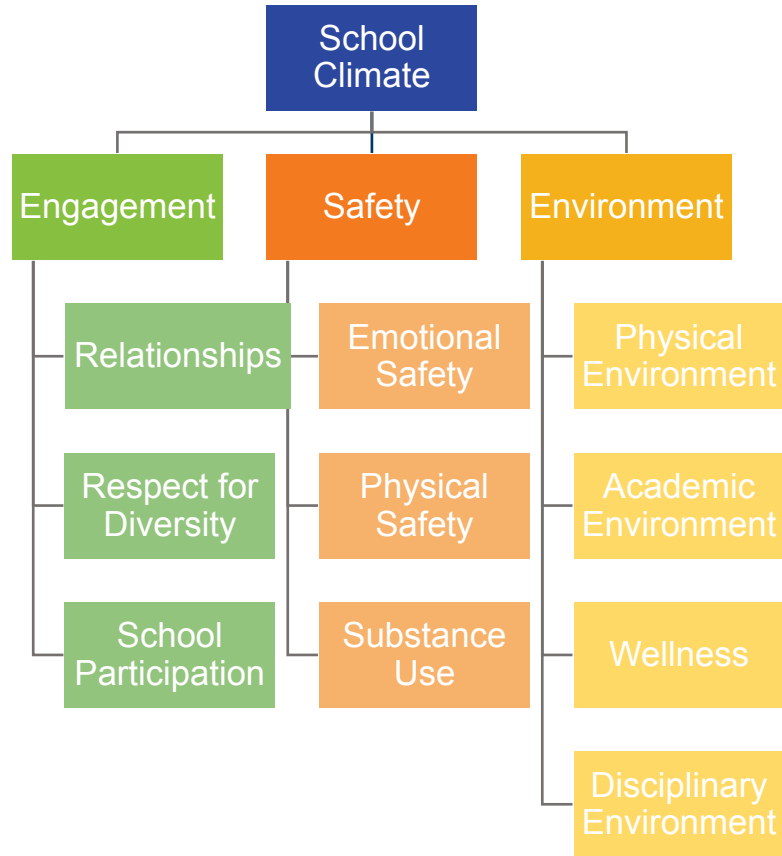 School
Climate
Engagement
Safety
Environment
Relationships
Respect for
Diversity
School
Participation
Emotional
Safety
Physical
Safety
Substance
Use
Physical
Environment
Academic
Environment
Wellness
Disciplinary
Environment